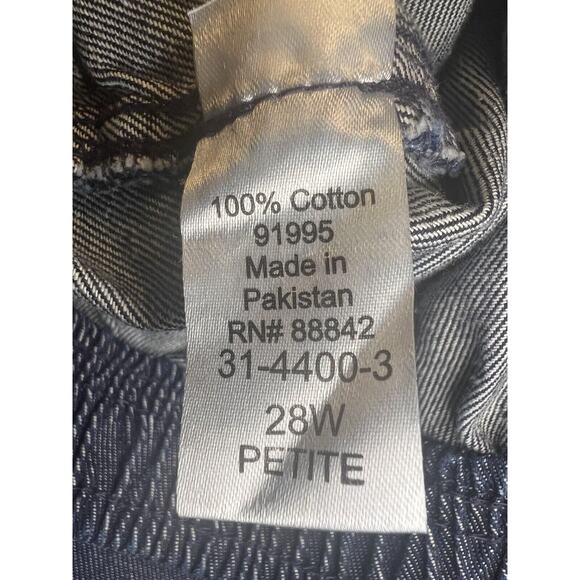 100% Cotton
91995
Made in
Pakistan
RN# 88842
31-4400-3
28W
PETITE